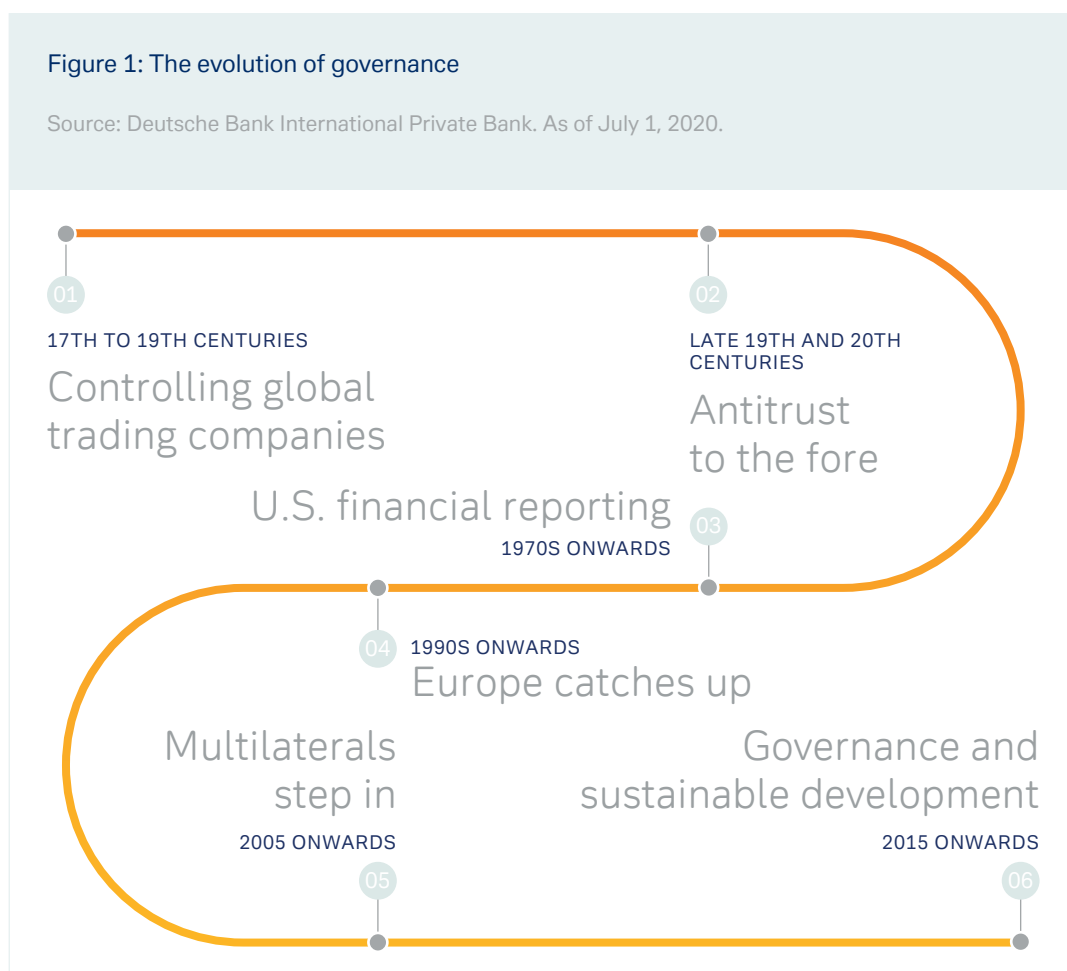 Figure 1: The evolution of governance
Source: Deutsche Bank International Private Bank. As of July 1, 2020.
01
17TH TO 19TH CENTURIES
Controlling global
trading companies
02
LATE 19TH AND 20TH
CENTURIES
Antitrust
to the fore
03
U.S. financial reporting
1970S ONWARDS
04
1990S ONWARDS
Europe catches up
Multilaterals
step in
2005 ONWARDS
05
Governance and
sustainable development
2015 ONWARDS
06